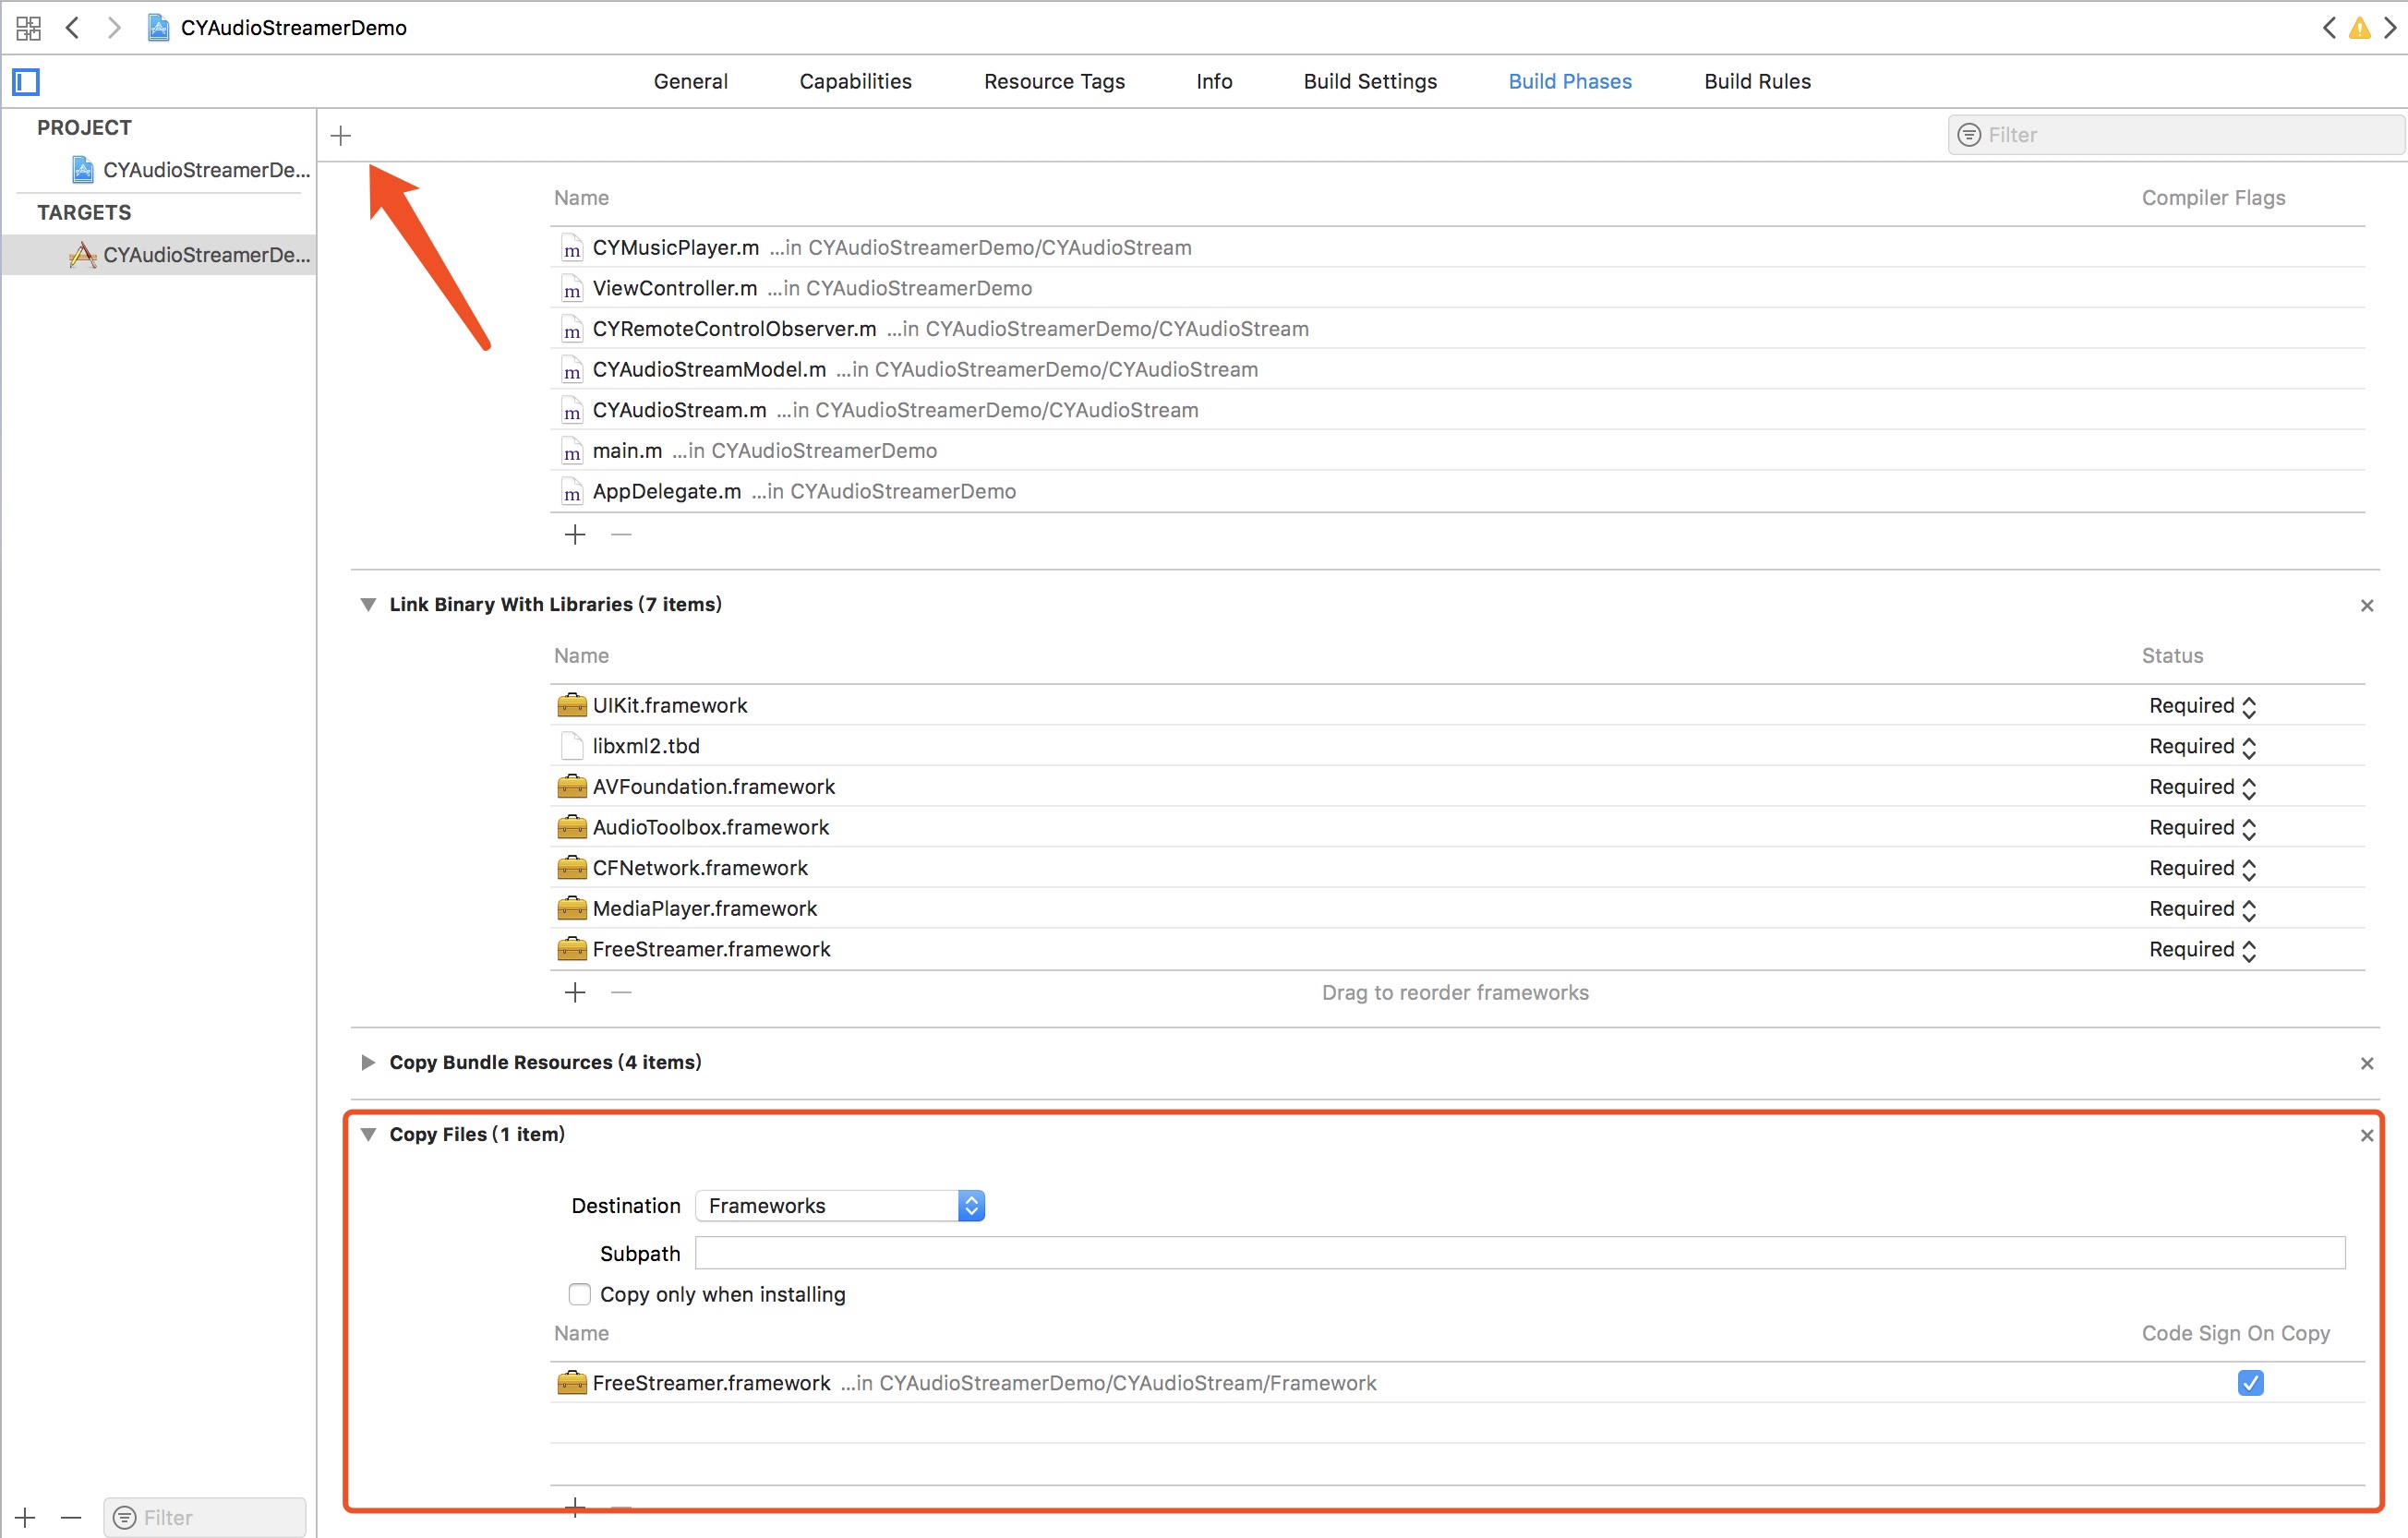 CYAudioStreamerDemo
General Capabilities Resource Tags Info Build Settings Build Phases Build Rules
PROJECT
Filter
CYAudioStreamerDe...
TARGETS
CYAudioStreamerDe...
Name Compiler Flags
CYMusicPlayer.m ...in CYAudioStreamerDemo/CYAudioStream
ViewController.m ...in CYAudioStreamerDemo
CYRemoteControlObserver.m ...in CYAudioStreamerDemo/CYAudioStream
CYAudioStreamModel.m ...in CYAudioStreamerDemo/CYAudioStream
CYAudioStream.m ...in CYAudioStreamerDemo/CYAudioStream
main.m ...in CYAudioStreamerDemo
AppDelegate.m ...in CYAudioStreamerDemo
Link Binary With Libraries (7 items)
Name Status
UIKit.framework Required
libxml2.tbd Required
AVFoundation.framework Required
AudioToolbox.framework Required
CFNetwork.framework Required
MediaPlayer.framework Required
FreeStreamer.framework Required
Drag to reorder frameworks
Copy Bundle Resources (4 items)
Copy Files (1 item)
Destination Frameworks
Subpath
Copy only when installing
Name Code Sign On Copy
FreeStreamer.framework ...in CYAudioStreamerDemo/CYAudioStream/Framework
Filter